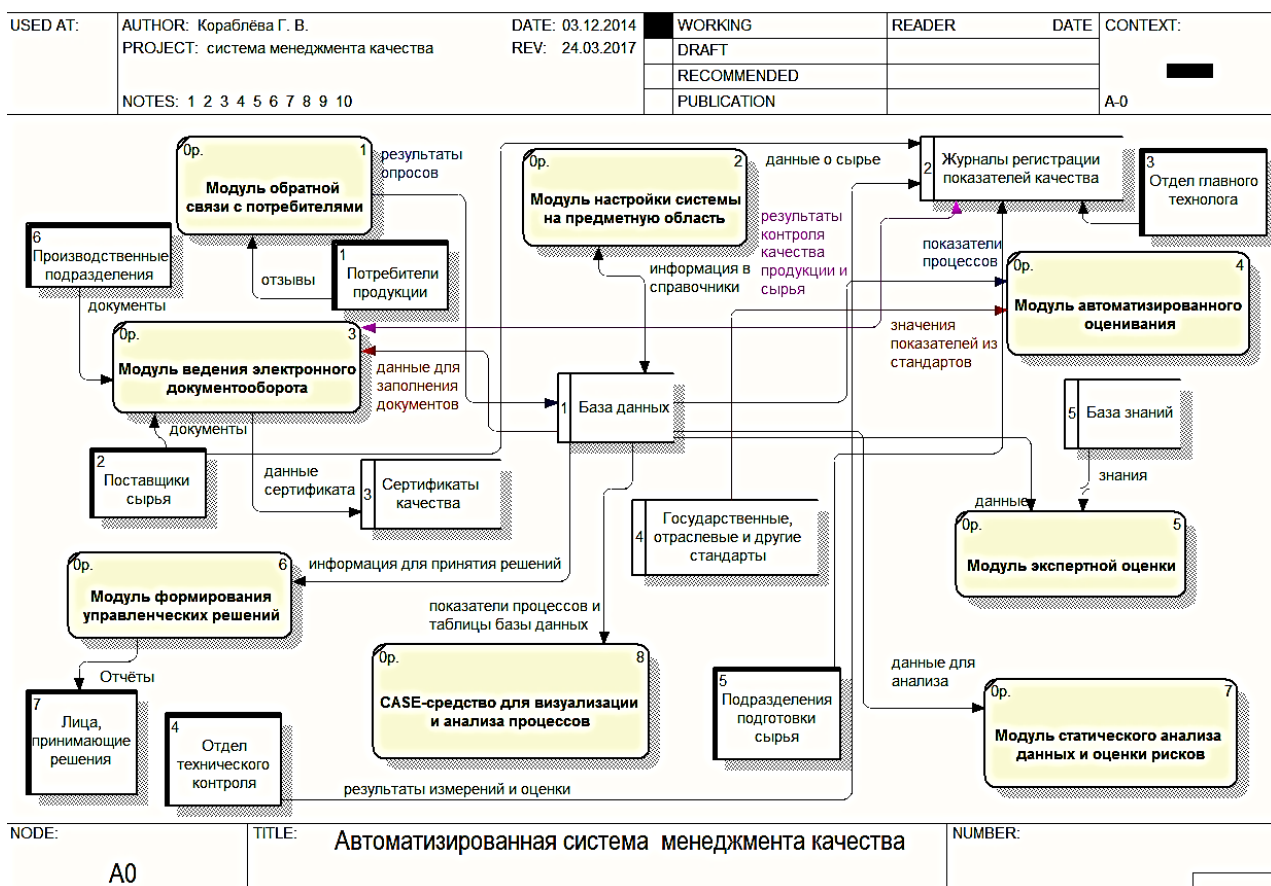 USED AT:
AUTHOR: Кораблёва Г. В.
DATE: 03.12.2014
PROJECT: система менеджмента качества
REV: 24.03.2017
NOTES: 1 2 3 4 5 6 7 8 9 10
WORKING
DRAFT
RECOMMENDED
PUBLICATION
READER
DATE
CONTEXT:
A-0
0р.
1
Модуль обратной
связи с потребителями
результаты
опросов
0р.
2
Модуль настройки системы
на предметную область
данные о сырье
2
Журналы регистрации
показателей качества
3
Отдел главного
технолога
6
Производственные
подразделения
отзывы
1
Потребители
продукции
информация в
справочники
результаты
контроля
качества
продукции и
сырья
показатели
процессов
0р.
4
Модуль автоматизированного
оценивания
документы
0р.
3
Модуль ведения электронного
документооборота
данные для
заполнения
документов
значения
показателей из
стандартов
1
База данных
5
База знаний
документы
2
Поставщики
сырья
данные
сертификата
3
Сертификаты
качества
4
Государственные,
отраслевые и другие
стандарты
знания
данные
0р.
5
Модуль экспертной оценки
0р.
6
Модуль формирования
управленческих решений
информация для принятия решений
показатели процессов и
таблицы базы данных
Отчёты
0р.
8
CASE-средство для визуализации
и анализа процессов
5
Подразделения
подготовки
сырья
данные для
анализа
0р.
7
Модуль статического анализа
данных и оценки рисков
7
Лица,
принимающие
решения
4
Отдел
технического
контроля
результаты измерений и оценки
NODE:
A0
TITLE:
Автоматизированная система менеджмента качества
NUMBER: